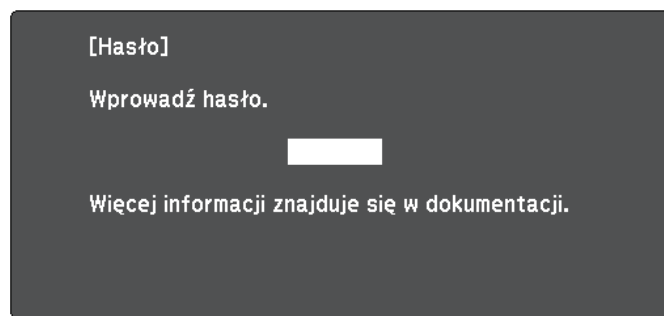 [Hasło]
Wprowadź hasło.
Więcej informacji znajduje się w dokumentacji.